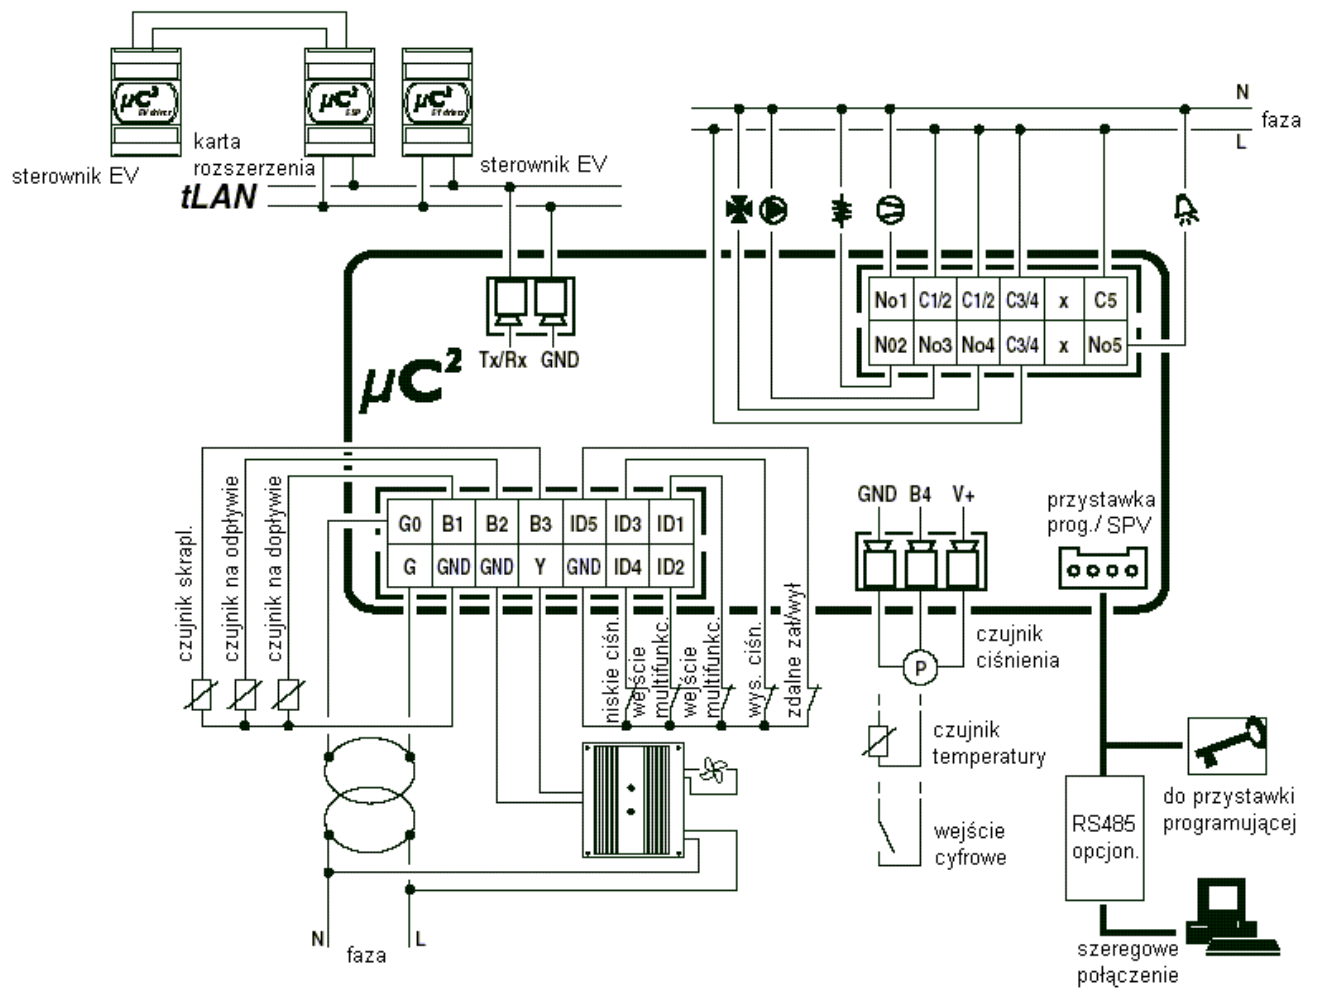 µC²
EV driver
µC²
ESP
µC²
EV driver
karta
rozszerzenia
sterownik EV
sterownik EV
tLAN
N
faza
L
No1 C1/2 C1/2 C3/4 x C5
N02 No3 No4 C3/4 x No5
Tx/Rx GND
µC²
czujnik skrapl.
czujnik na odpływie
czujnik na dopływie
G0 B1 B2 B3 ID5 ID3 ID1
G GND GND Y GND ID4 ID2
niskie ciśn.
wejście
multifunkc.
wejście
multifunkc.
wys. ciśn.
zdalne zał/wył
GND B4 V+
przystawka
prog./ SPV
P
czujnik
ciśnienia
czujnik
temperatury
wejście
cyfrowe
do przystawki
programującej
RS485
opcjon.
szeregowe
połączenie
N
L
faza